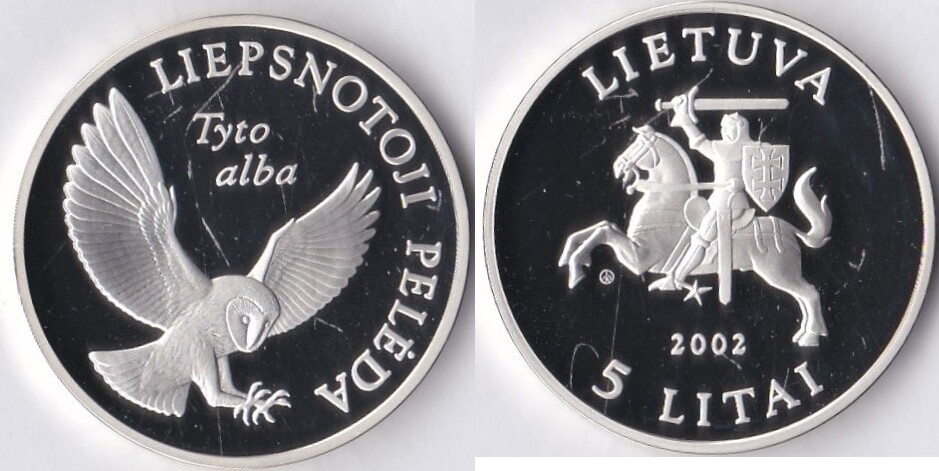 LIEPSNOTOJI PELĖDA
Tyto
alba
LIETUVA
2002
5 LITAI